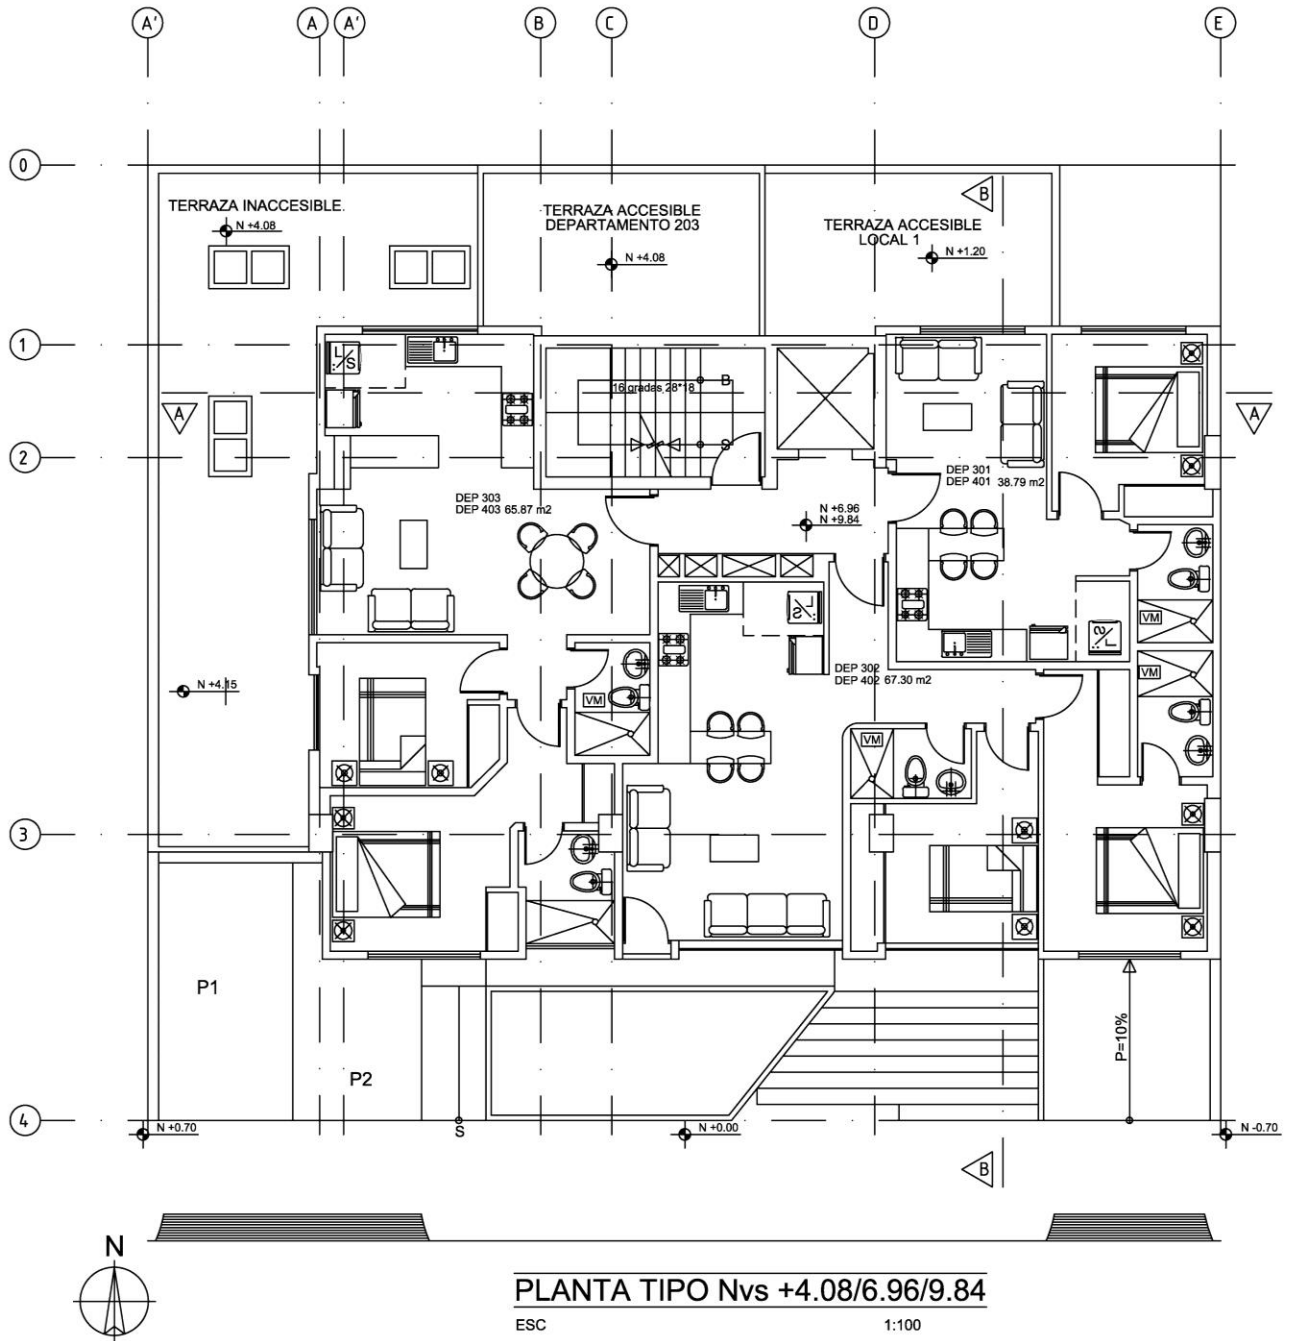 A'
A
A'
B
C
D
E
0
TERRAZA INACCESIBLE
N +4.08
TERRAZA ACCESIBLE
DEPARTAMENTO 203
N +4.08
B
TERRAZA ACCESIBLE
LOCAL 1
N +1.20
1
L/S
16 gradas 28*18
B
A
A
2
S
DEP 303
DEP 403 65.87 m2
DEP 301
DEP 401 38.79 m2
N +6.96
N +9.84
L/S
VM
L/S
DEP 302
DEP 402 67.30 m2
N +4.15
VM
VM
VM
3
P1
P=10%
P2
4
N +0.70
S
N +0.00
N -0.70
B
N
PLANTA TIPO Nvs +4.08/6.96/9.84
ESC 1:100